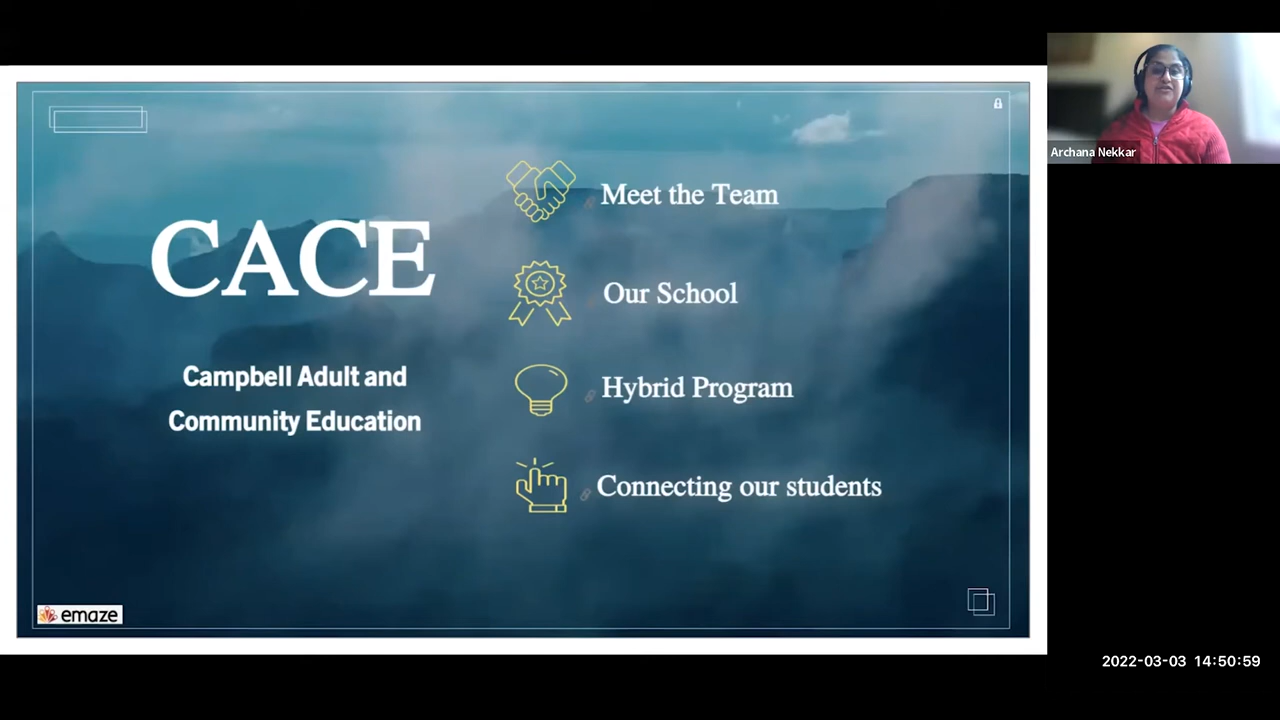 CACE
Campbell Adult and
Community Education
Meet the Team
Our School
Hybrid Program
Connecting our students
emaze
Archana Nekkar
2022-03-03 14:50:59